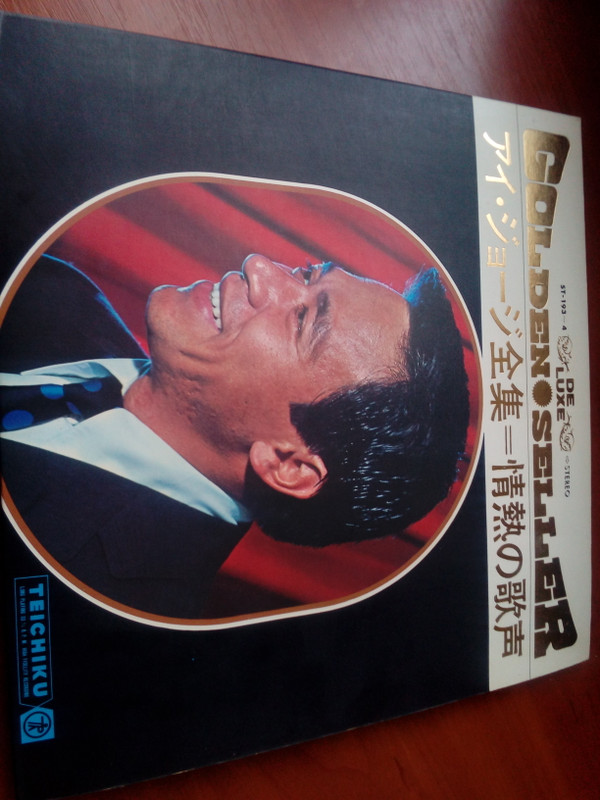 ST-193~4
DE
LUXE
STEREO
GOLDEN SELLER
アイ・ジョージ全集=情熱の歌声
TEICHIKU